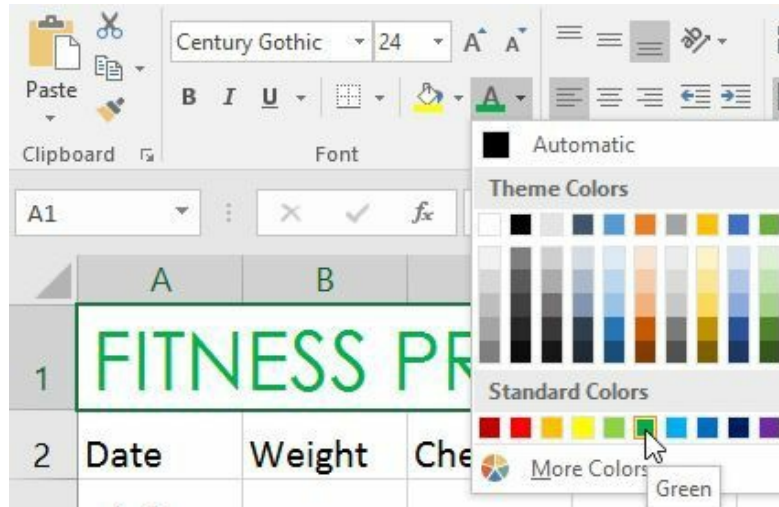 Century Gothic 24 A A
Paste
B I U A
Clipboard Font
Automatic
Theme Colors
A1 fx
A B
1 FITNESS PR
Standard Colors
2 Date Weight Che
More Colors
Green